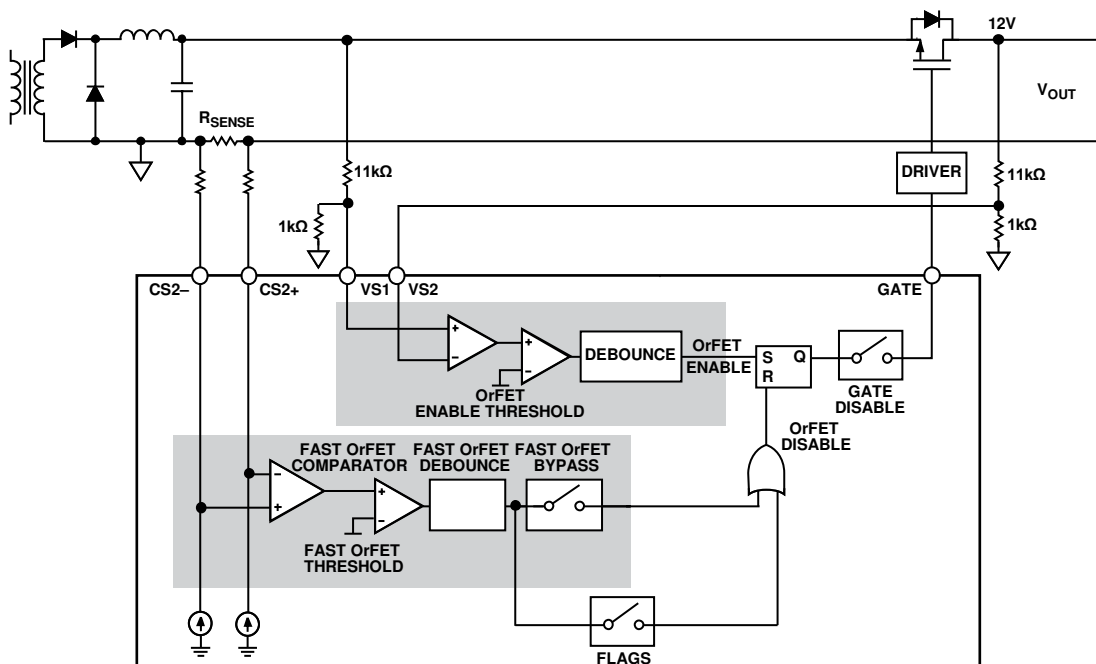 12V
VOUT
RSENSE
11kΩ
DRIVER
11kΩ
1kΩ
1kΩ
CS2–
CS2+
VS1
VS2
GATE
+
–
+
–
DEBOUNCE
OrFET
ENABLE
S
R
Q
OrFET
ENABLE THRESHOLD
GATE
DISABLE
OrFET
DISABLE
FAST OrFET
COMPARATOR
FAST OrFET
DEBOUNCE
FAST OrFET
BYPASS
–
+
+
–
FAST OrFET
THRESHOLD
FLAGS